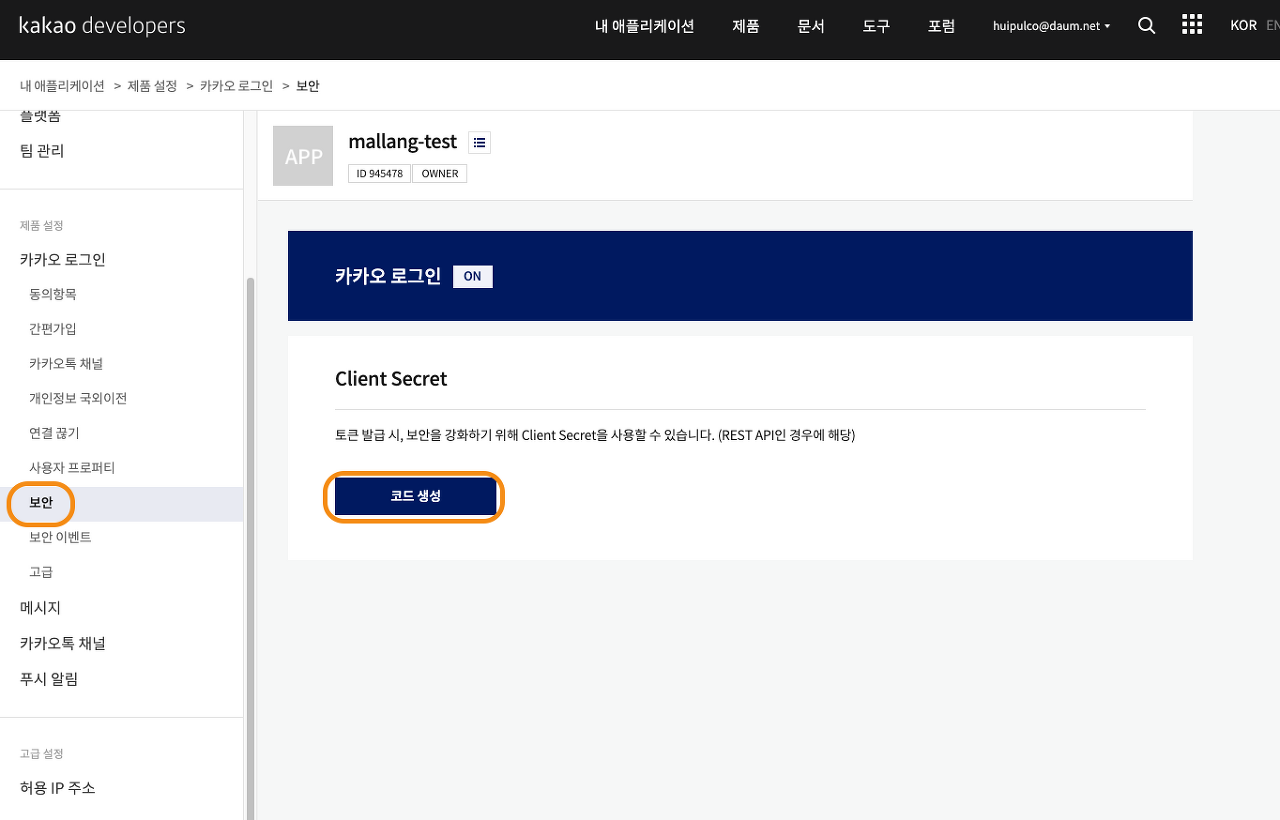 kakao developers
내 애플리케이션 제품 문서 도구 포럼 huipulco@daum.net KOR EN
내 애플리케이션 > 제품 설정 > 카카오 로그인 > 보안
플랫폼
팀 관리
제품 설정
카카오 로그인
동의항목
간편가입
카카오톡 채널
개인정보 국외이전
연결 끊기
사용자 프로퍼티
보안
보안 이벤트
고급
메시지
카카오톡 채널
푸시 알림
고급 설정
허용 IP 주소
APP
mallang-test
ID 945478 OWNER
카카오 로그인 ON
Client Secret
토큰 발급 시, 보안을 강화하기 위해 Client Secret을 사용할 수 있습니다. (REST API인 경우에 해당)
코드 생성